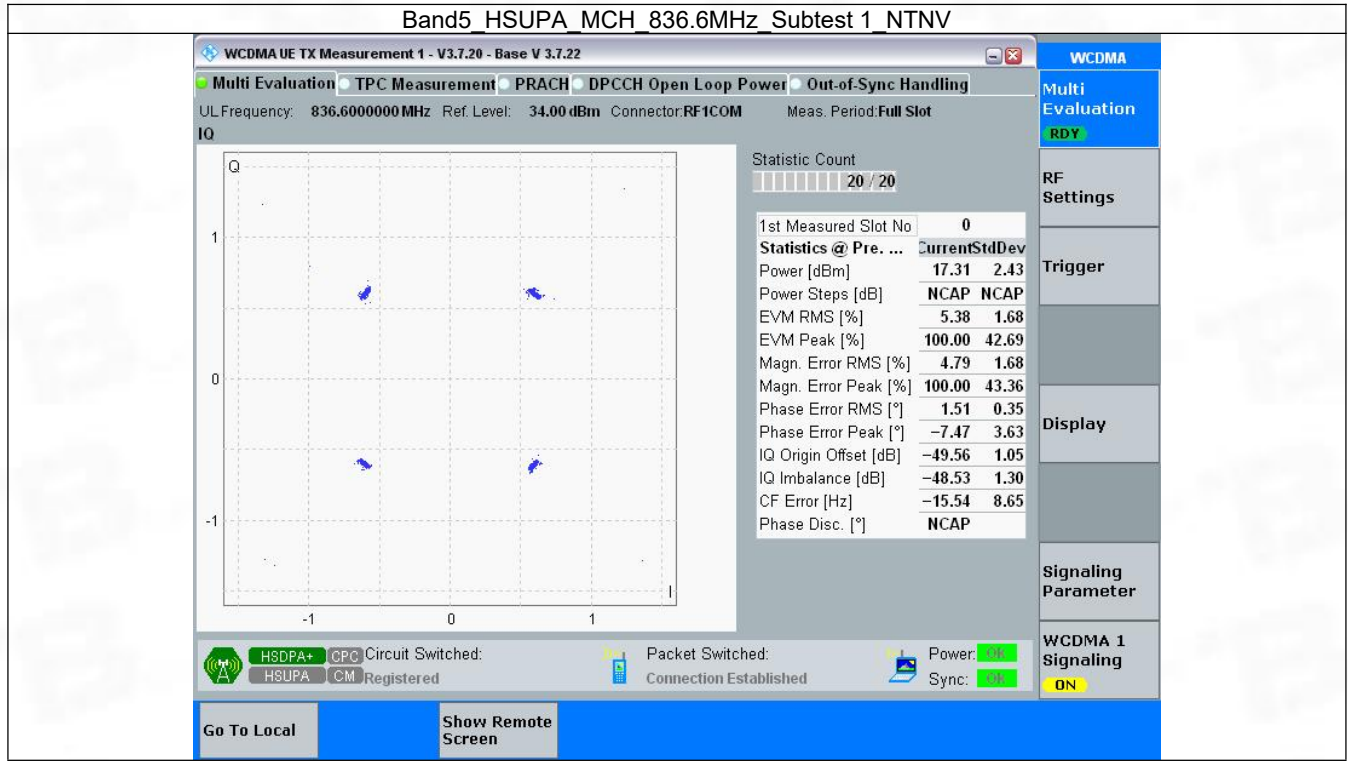 Band5_HSUPA_MCH_836.6MHz_Subtest 1_NTNV
WCDMA UE TX Measurement 1 - V3.7.20 - Base V 3.7.22
Multi Evaluation TPC Measurement PRACH DPCCH Open Loop Power Out-of-Sync Handling
UL Frequency: 836.6000000 MHz Ref. Level: 34.00 dBm Connector:RF1COM Meas. Period:Full Slot
IQ
Q
1
0
-1
-1 0 1
I
Statistic Count
20 / 20
1st Measured Slot No 0
Statistics @ Pre. ... CurrentStdDev
Power [dBm] 17.31 2.43
Power Steps [dB] NCAP NCAP
EVM RMS [%] 5.38 1.68
EVM Peak [%] 100.00 42.69
Magn. Error RMS [%] 4.79 1.68
Magn. Error Peak [%] 100.00 43.36
Phase Error RMS [°] 1.51 0.35
Phase Error Peak [°] −7.47 3.63
IQ Origin Offset [dB] −49.56 1.05
IQ Imbalance [dB] −48.53 1.30
CF Error [Hz] −15.54 8.65
Phase Disc. [°] NCAP
WCDMA
Multi
Evaluation
RDY
RF
Settings
Trigger
Display
Signaling
Parameter
WCDMA 1
Signaling
ON
HSDPA+ CPC Circuit Switched: Packet Switched: Power: OK
HSUPA CM Registered Connection Established Sync: OK
Go To Local
Show Remote
Screen